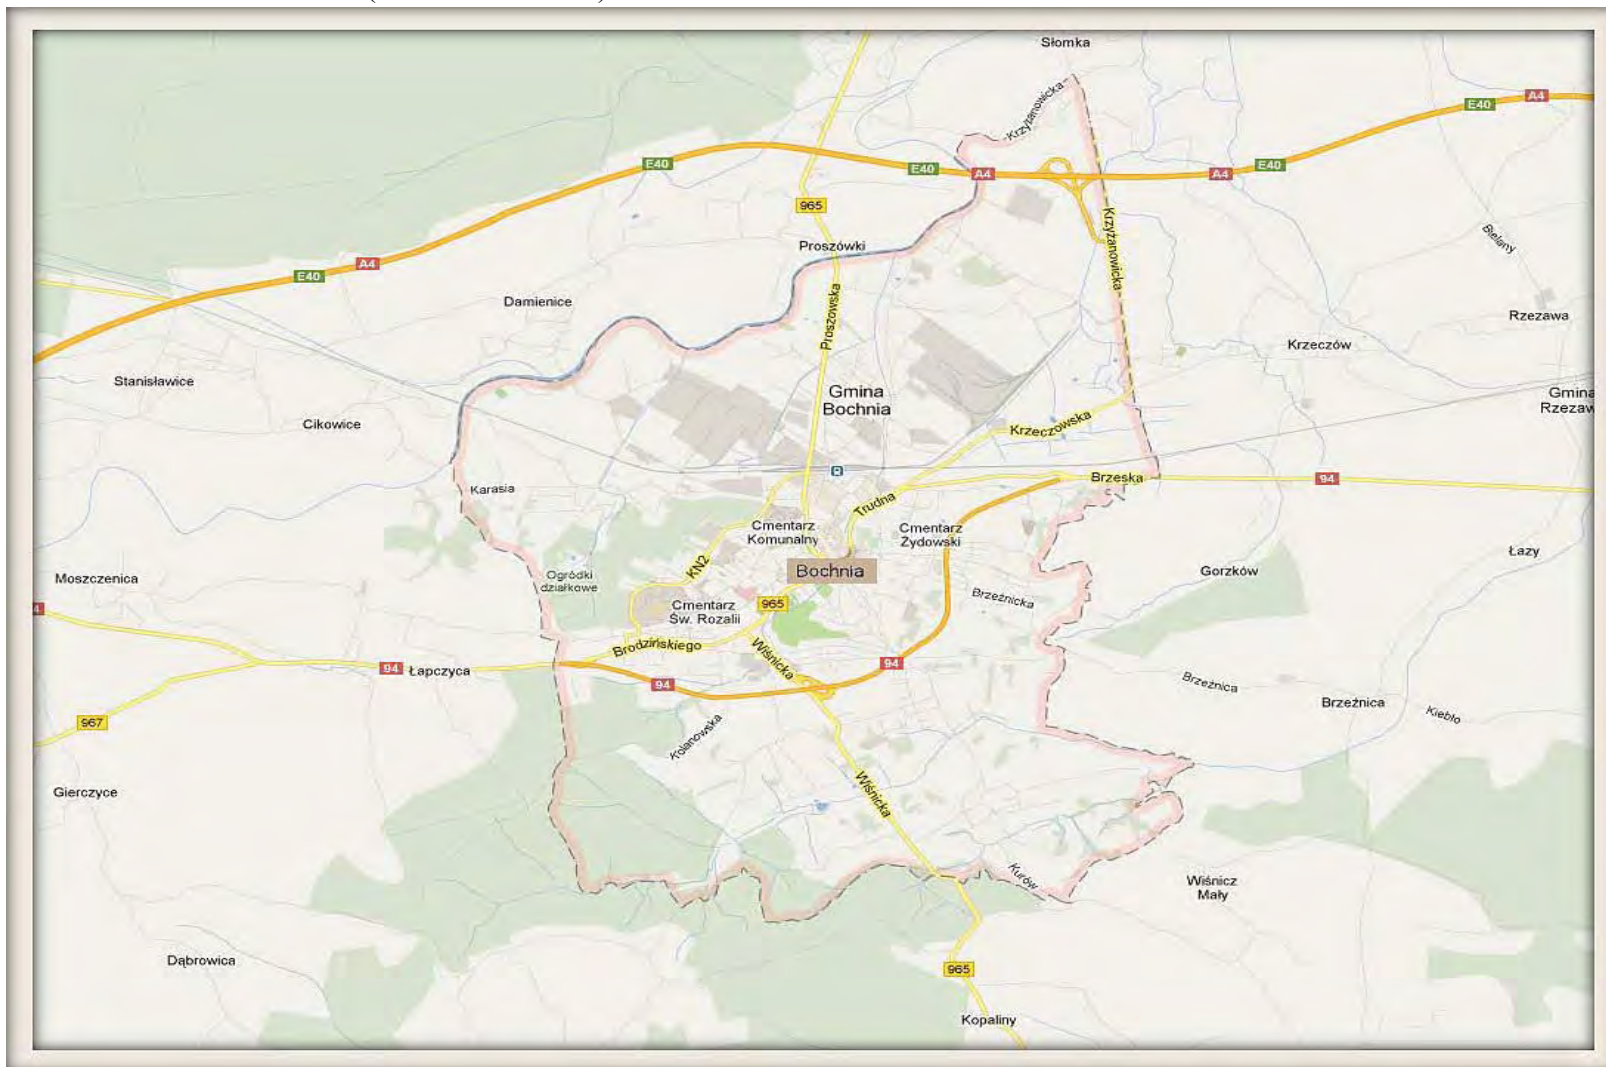 Słomka
Krzyżanowicka
A4
E40
E40
E40
A4
A4
E40
965
Krzyżanowicka
Bielany
Proszówki
A4
E40
Damienice
Proszowska
Rzezawa
Krzeczów
Stanisławice
Gmina
Bochnia
Gmina
Rzezaw
Cikowice
Krzeczowska
Karasia
Brzeska
94
Trudna
Cmentarz
Komunalny
Cmentarz
Żydowski
Łazy
KN2
Bochnia
Gorzków
Moszczenica
Ogródki
działkowe
Brzeźnicka
4
Cmentarz
Św. Rozalii
965
Brodzińskiego
Wiśnicka
94
94
Łapczyca
94
Brzeźnica
Brzeźnica
Kiebło
967
Kolanowska
Gierczyce
Wiśnicka
Kurów
Wiśnicz
Mały
Dąbrowica
965
Kopaliny